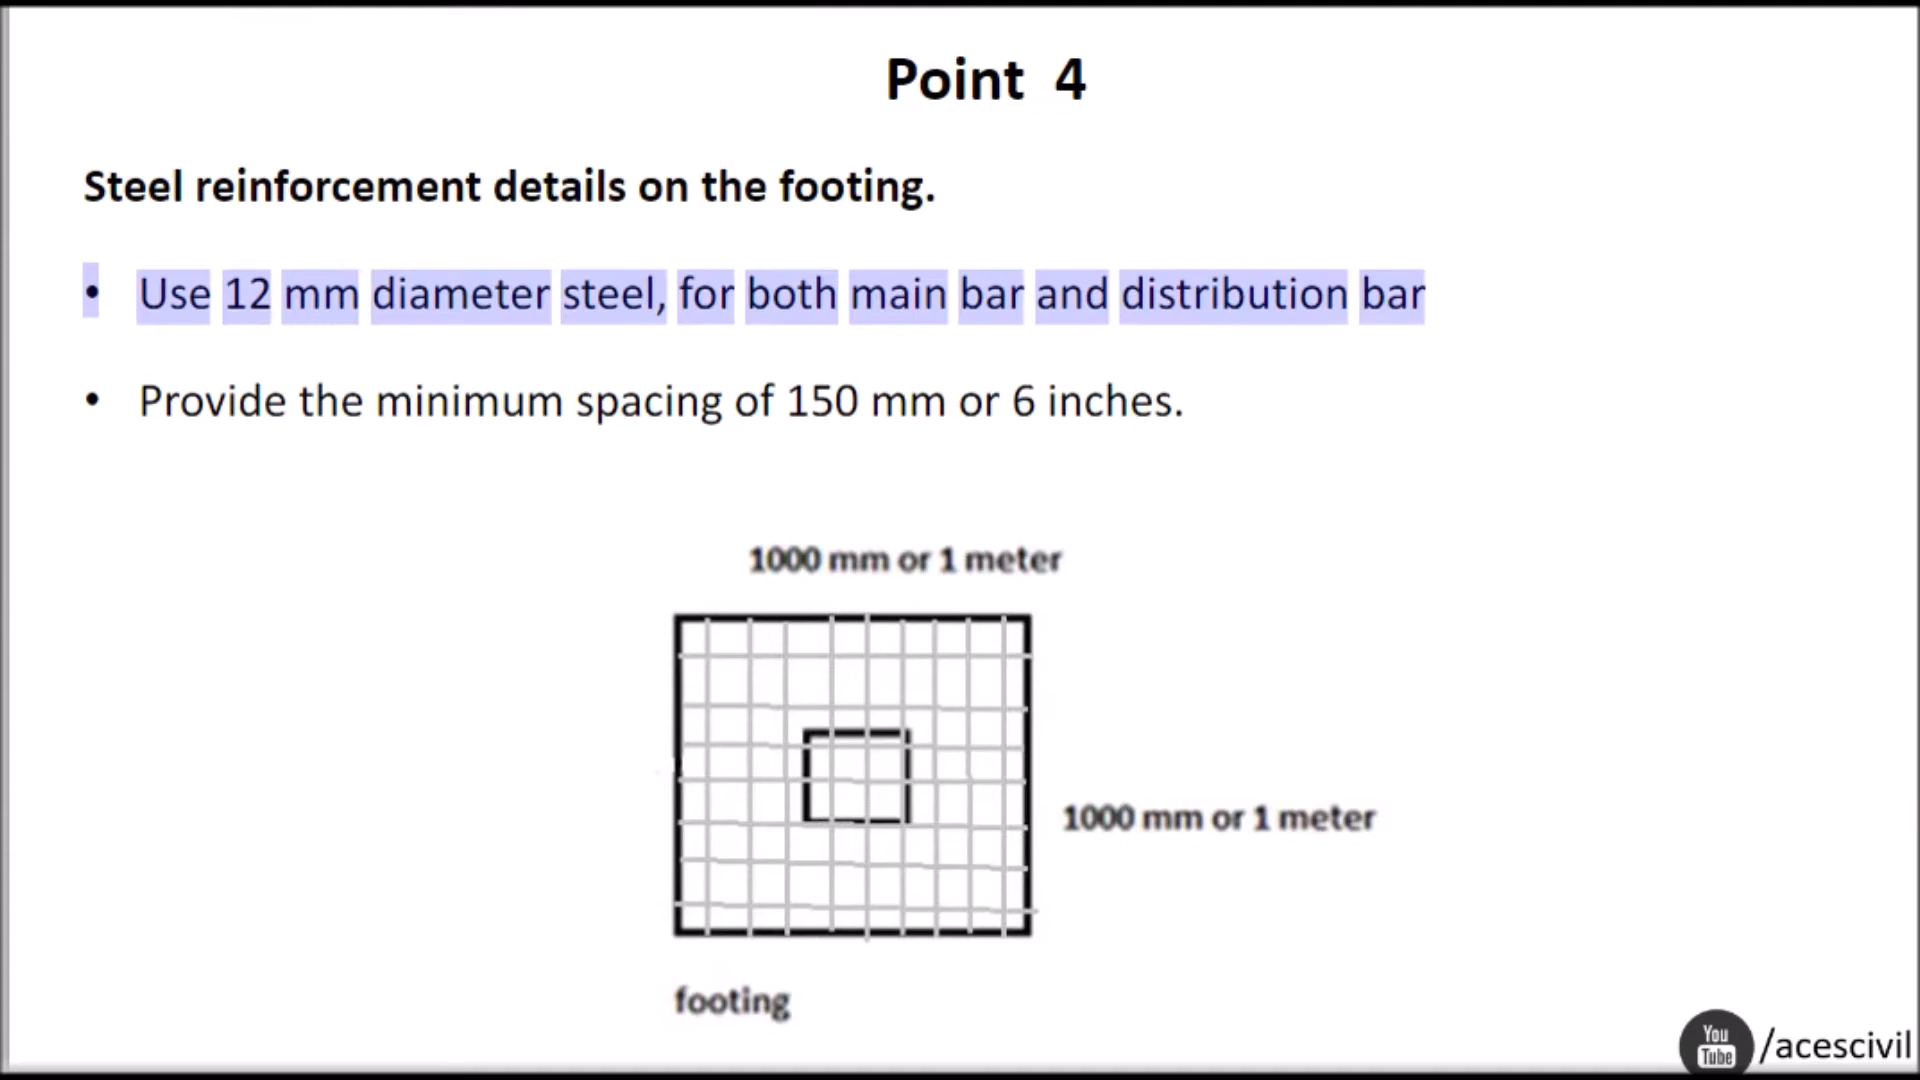 Point 4
Steel reinforcement details on the footing.
• Use 12 mm diameter steel, for both main bar and distribution bar
• Provide the minimum spacing of 150 mm or 6 inches.
1000 mm or 1 meter
1000 mm or 1 meter
footing
You
Tube
/acescivil